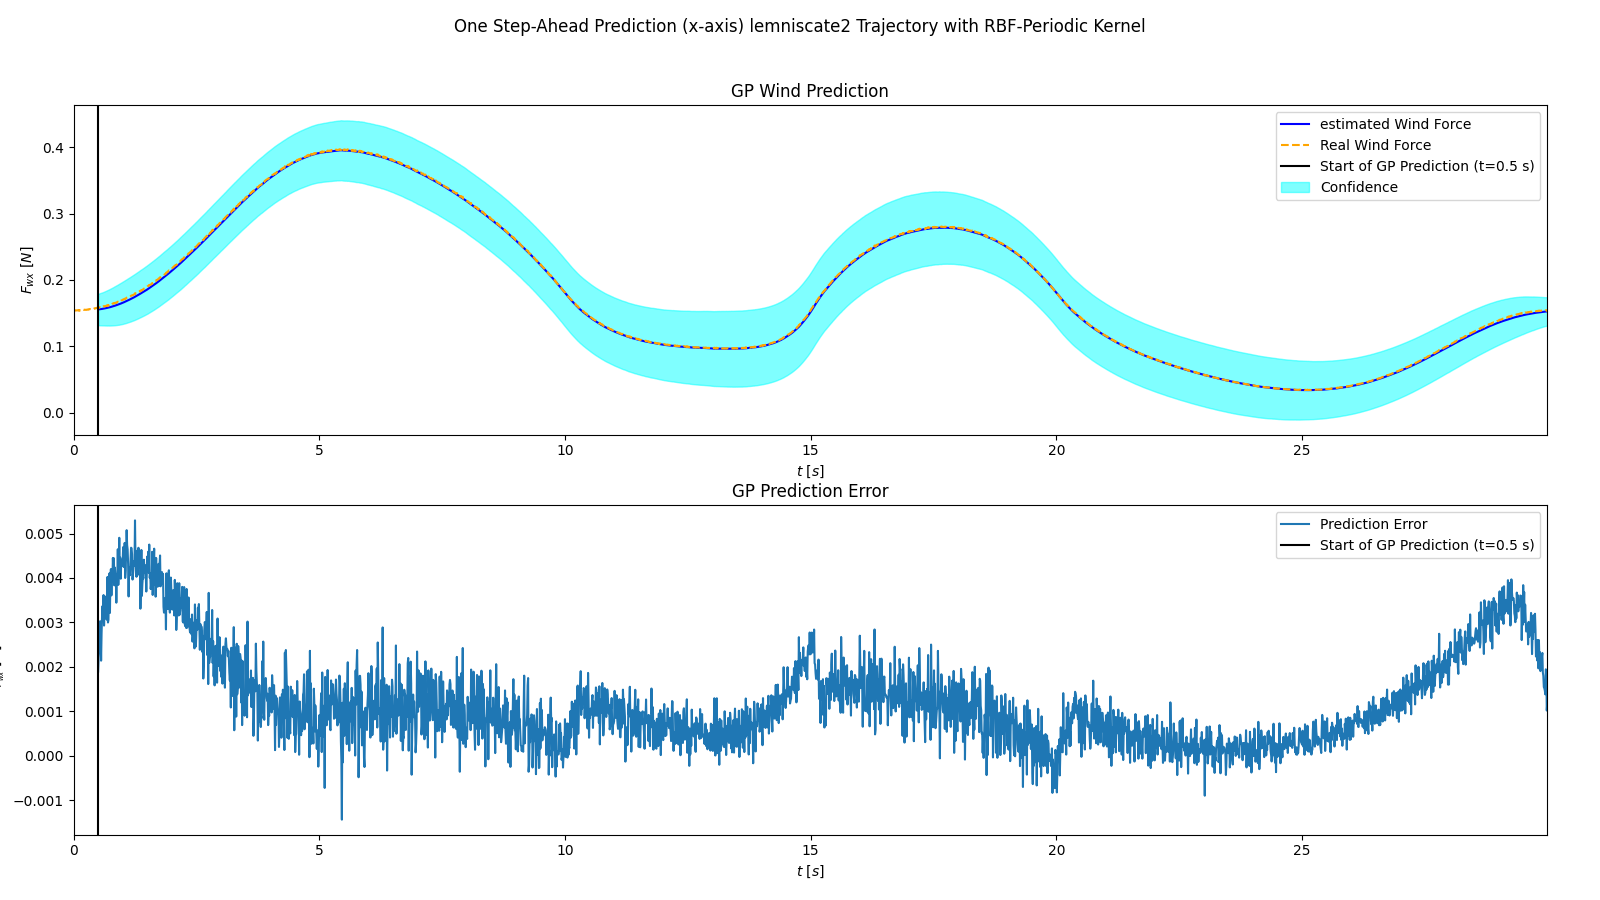 One Step-Ahead Prediction (x-axis) lemniscate2 Trajectory with RBF-Periodic Kernel
GP Wind Prediction
estimated Wind Force
Real Wind Force
Start of GP Prediction (t=0.5 s)
Confidence
F_wx [N]
0.4
0.3
0.2
0.1
0.0
0 5 10 15 20 25
t [s]
GP Prediction Error
Prediction Error
Start of GP Prediction (t=0.5 s)
0.005
0.004
0.003
0.002
0.001
0.000
−0.001
0 5 10 15 20 25
t [s]